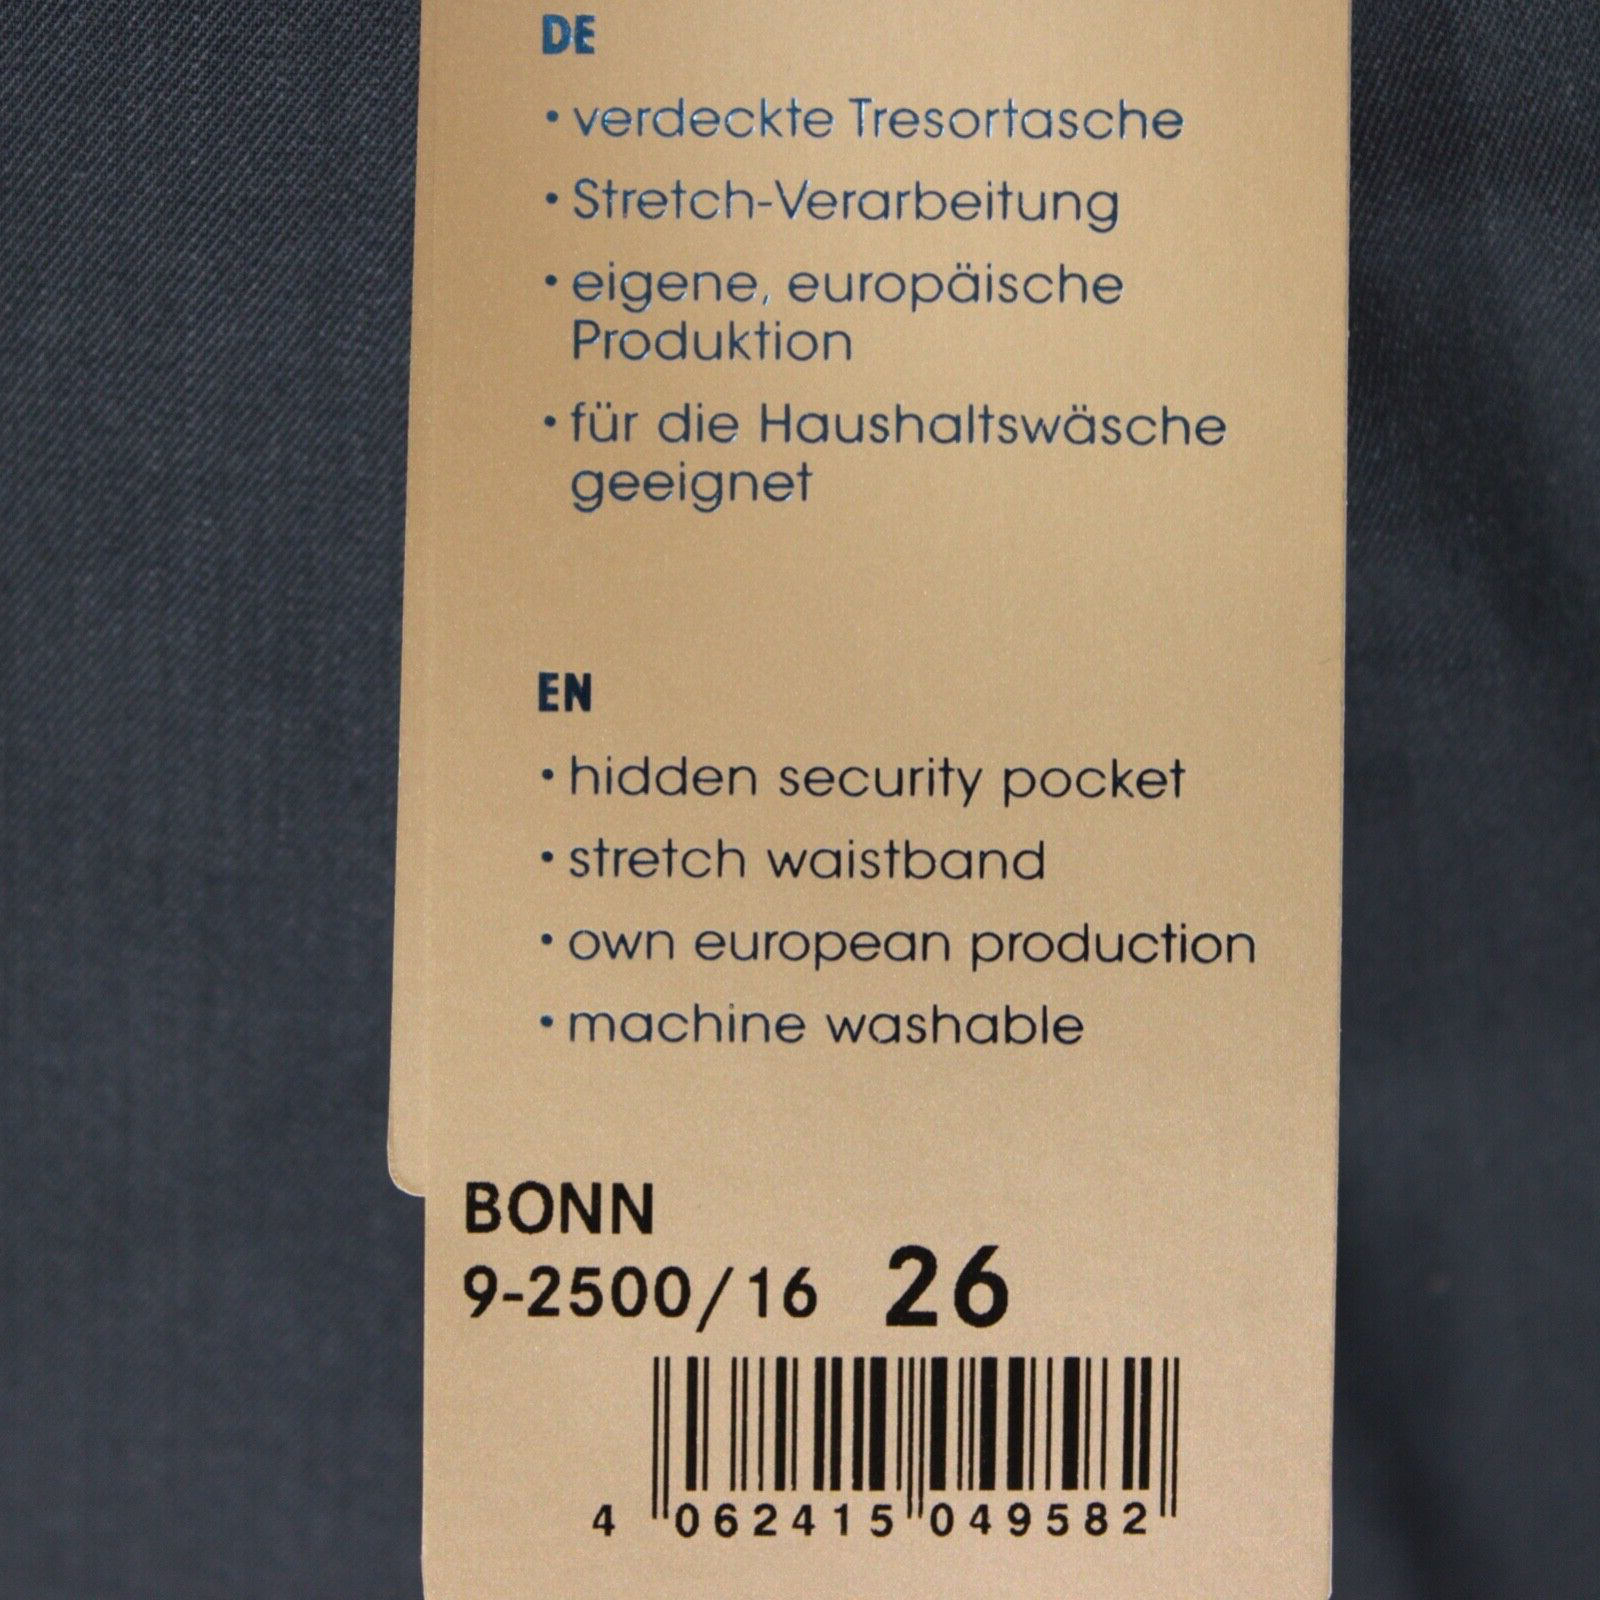 DE
• verdeckte Tresortasche
• Stretch-Verarbeitung
• eigene, europäische
Produktion
• für die Haushaltswäsche
geeignet
EN
• hidden security pocket
• stretch waistband
• own european production
• machine washable
BONN
9-2500/16 26
4 062415 049582